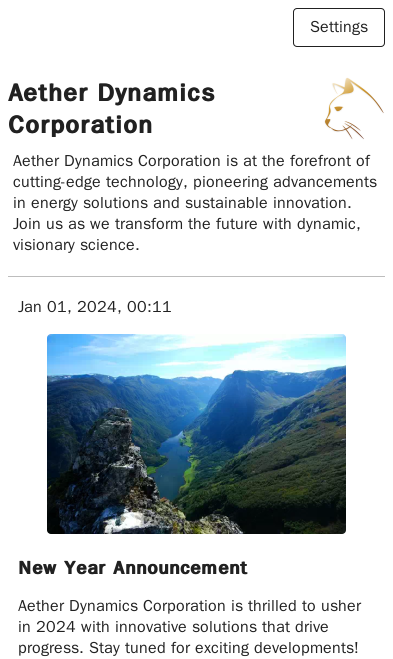 Settings
Aether Dynamics
Corporation
Aether Dynamics Corporation is at the forefront of
cutting-edge technology, pioneering advancements
in energy solutions and sustainable innovation.
Join us as we transform the future with dynamic,
visionary science.
Jan 01, 2024, 00:11
New Year Announcement
Aether Dynamics Corporation is thrilled to usher
in 2024 with innovative solutions that drive
progress. Stay tuned for exciting developments!